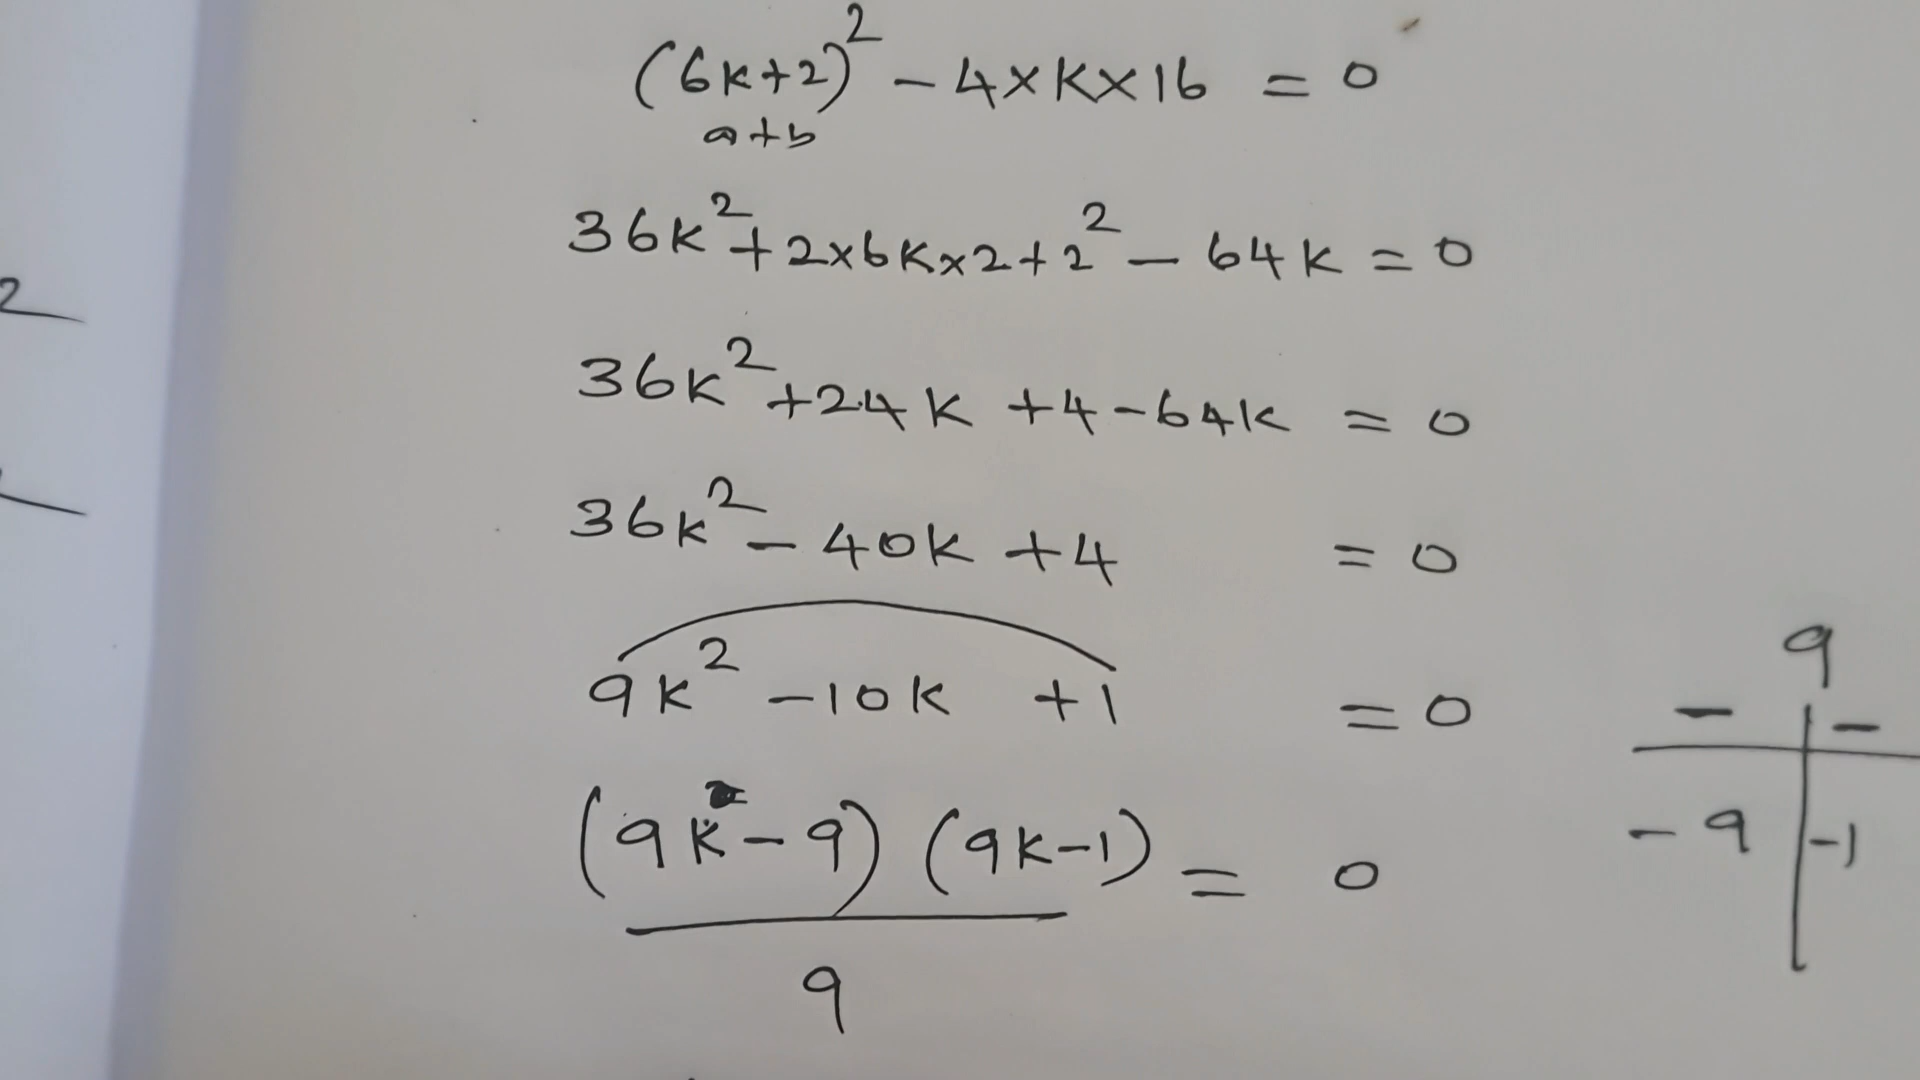 2
(6k+2)² - 4×k×16 = 0
a+b
36k²+2×6k×2+2² - 64k = 0
36k²+24k +4-64k = 0
36k² - 40k +4 = 0
9k² -10k +1 = 0
(9k-9) (9k-1) = 0
9
9
- | -
-9 | -1